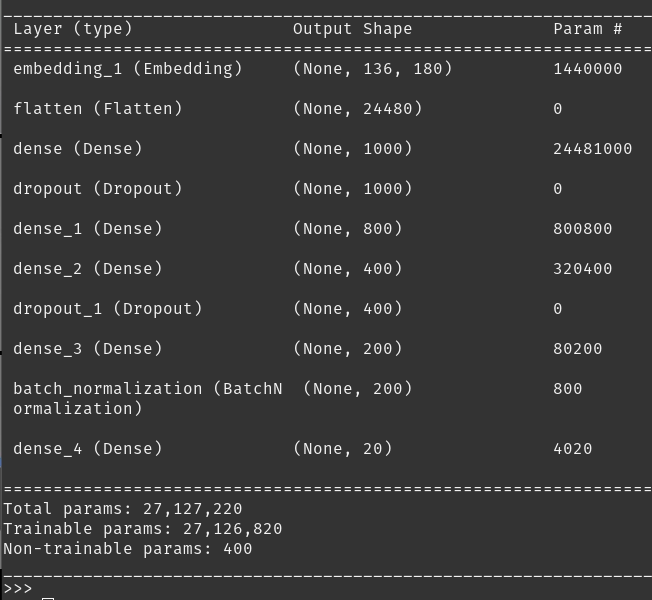 Layer (type) Output Shape Param #
embedding_1 (Embedding) (None, 136, 180) 1440000
flatten (Flatten) (None, 24480) 0
dense (Dense) (None, 1000) 24481000
dropout (Dropout) (None, 1000) 0
dense_1 (Dense) (None, 800) 800800
dense_2 (Dense) (None, 400) 320400
dropout_1 (Dropout) (None, 400) 0
dense_3 (Dense) (None, 200) 80200
batch_normalization (BatchN (None, 200) 800
ormalization)
dense_4 (Dense) (None, 20) 4020
Total params: 27,127,220
Trainable params: 27,126,820
Non-trainable params: 400
>>>